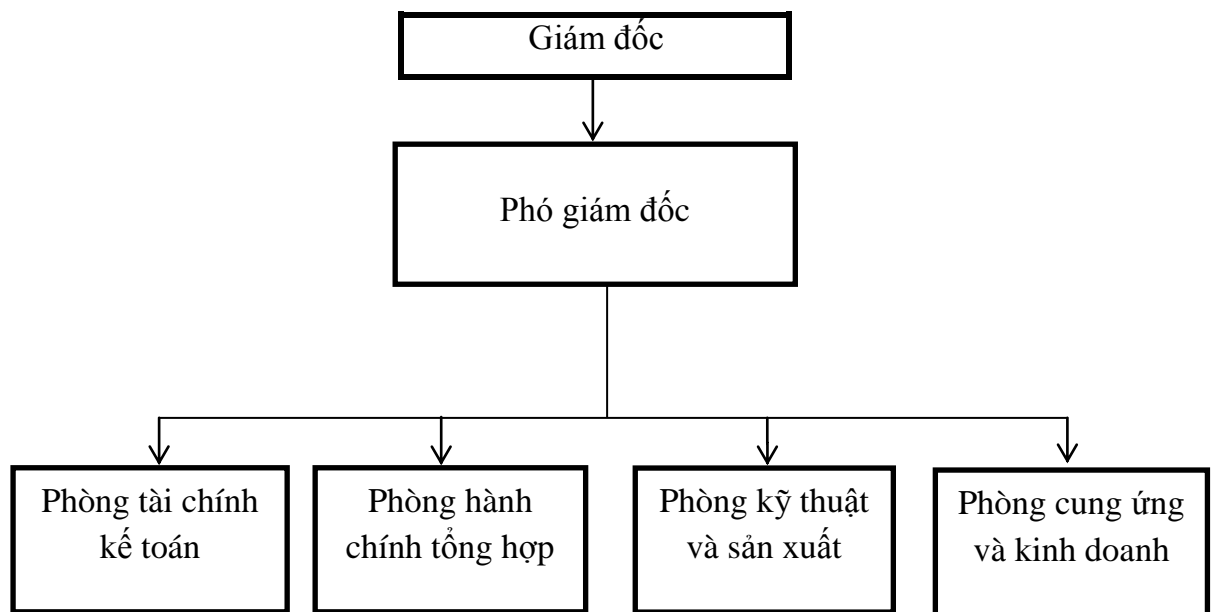 Giám đốc
Phó giám đốc
Phòng tài chính
kế toán
Phòng hành
chính tổng hợp
Phòng kỹ thuật
và sản xuất
Phòng cung ứng
và kinh doanh